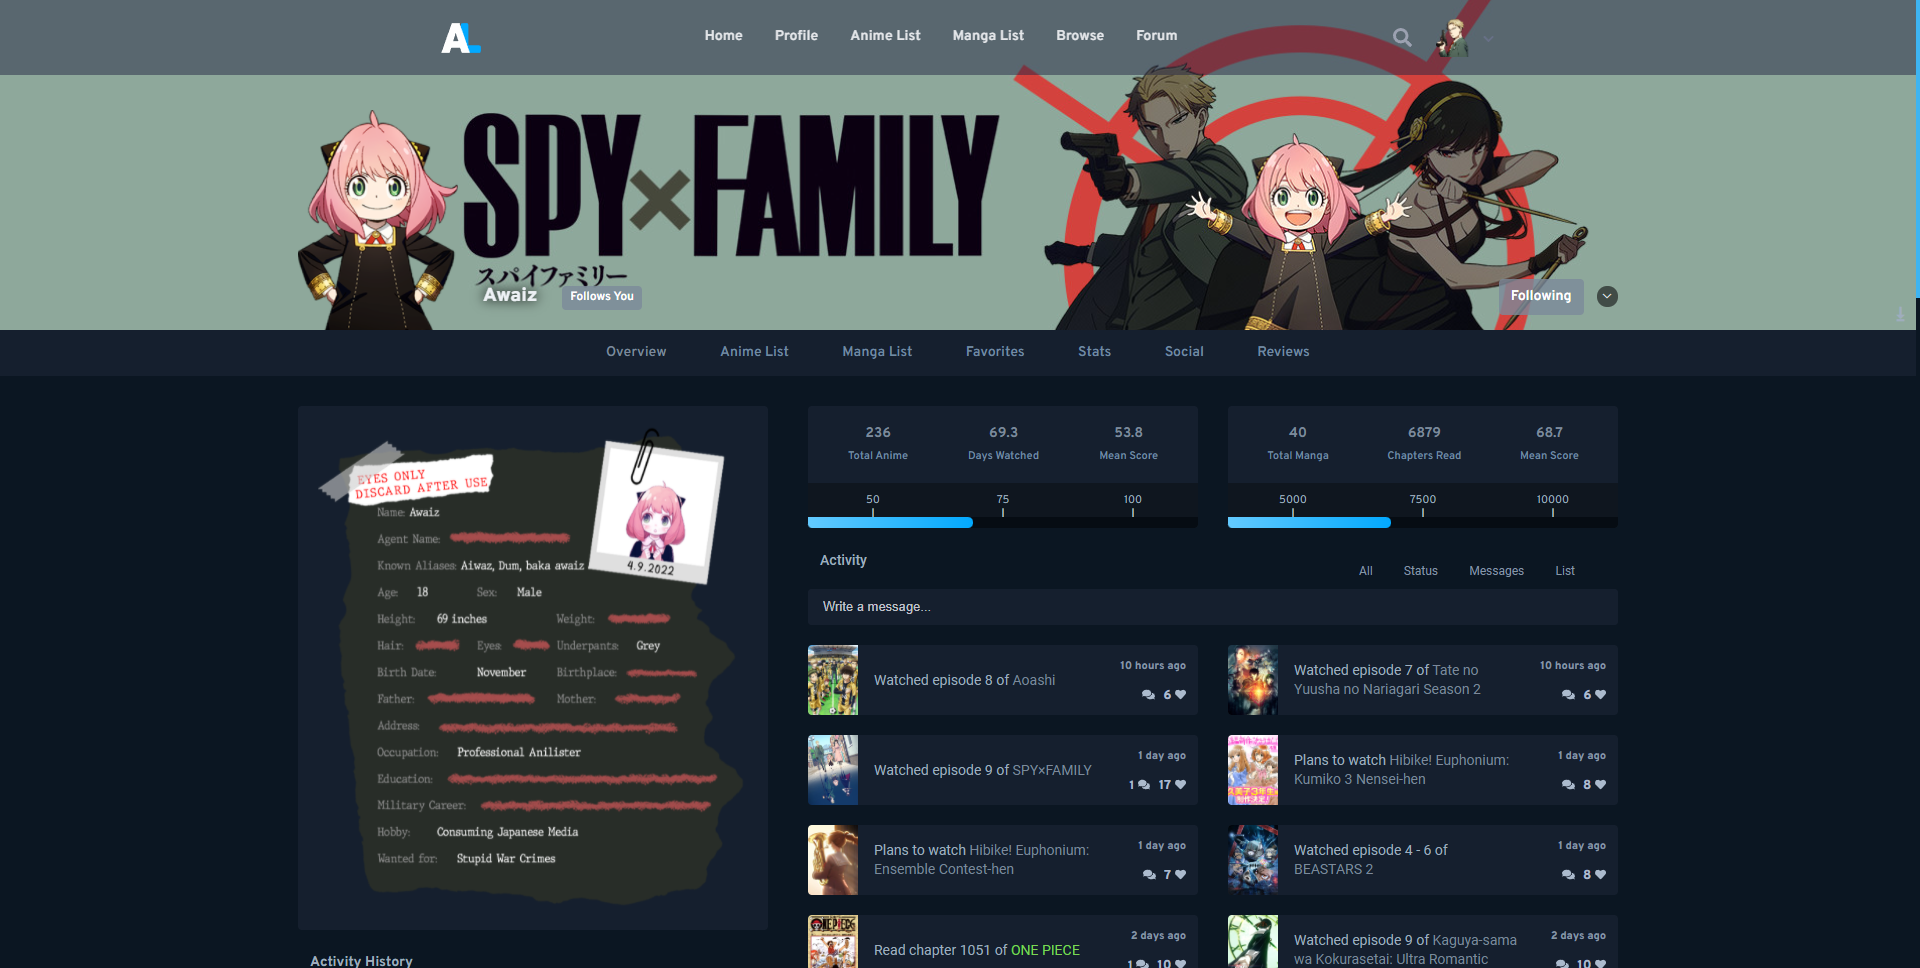 AL
Home Profile Anime List Manga List Browse Forum
SPY×FAMILY
スパイファミリー
Awaiz Follows You
Following
Overview Anime List Manga List Favorites Stats Social Reviews
EYES ONLY
DISCARD AFTER USE
Name: Awaiz
Agent Name:
Known Aliases: Aiwaz, Dum, baka awaiz
4.9.2022
Age: 18 Sex: Male
Height: 69 inches Weight:
Hair: Eyes: Underpants: Grey
Birth Date: November Birthplace:
Father: Mother:
Address:
Occupation: Professional Anilister
Education:
Military Career:
Hobby: Consuming Japanese Media
Wanted for: Stupid War Crimes
Activity History
236 69.3 53.8
Total Anime Days Watched Mean Score
50 75 100
40 6879 68.7
Total Manga Chapters Read Mean Score
5000 7500 10000
Activity
All Status Messages List
Write a message...
Watched episode 8 of Aoashi
10 hours ago
6
Watched episode 7 of Tate no
Yuusha no Nariagari Season 2
10 hours ago
6
Watched episode 9 of SPY×FAMILY
1 day ago
1 17
Plans to watch Hibike! Euphonium:
Kumiko 3 Nensei-hen
1 day ago
8
Plans to watch Hibike! Euphonium:
Ensemble Contest-hen
1 day ago
7
Watched episode 4 - 6 of
BEASTARS 2
1 day ago
8
ONE PIECE
Read chapter 1051 of ONE PIECE
2 days ago
1 10
Watched episode 9 of Kaguya-sama
wa Kokurasetai: Ultra Romantic
2 days ago
10